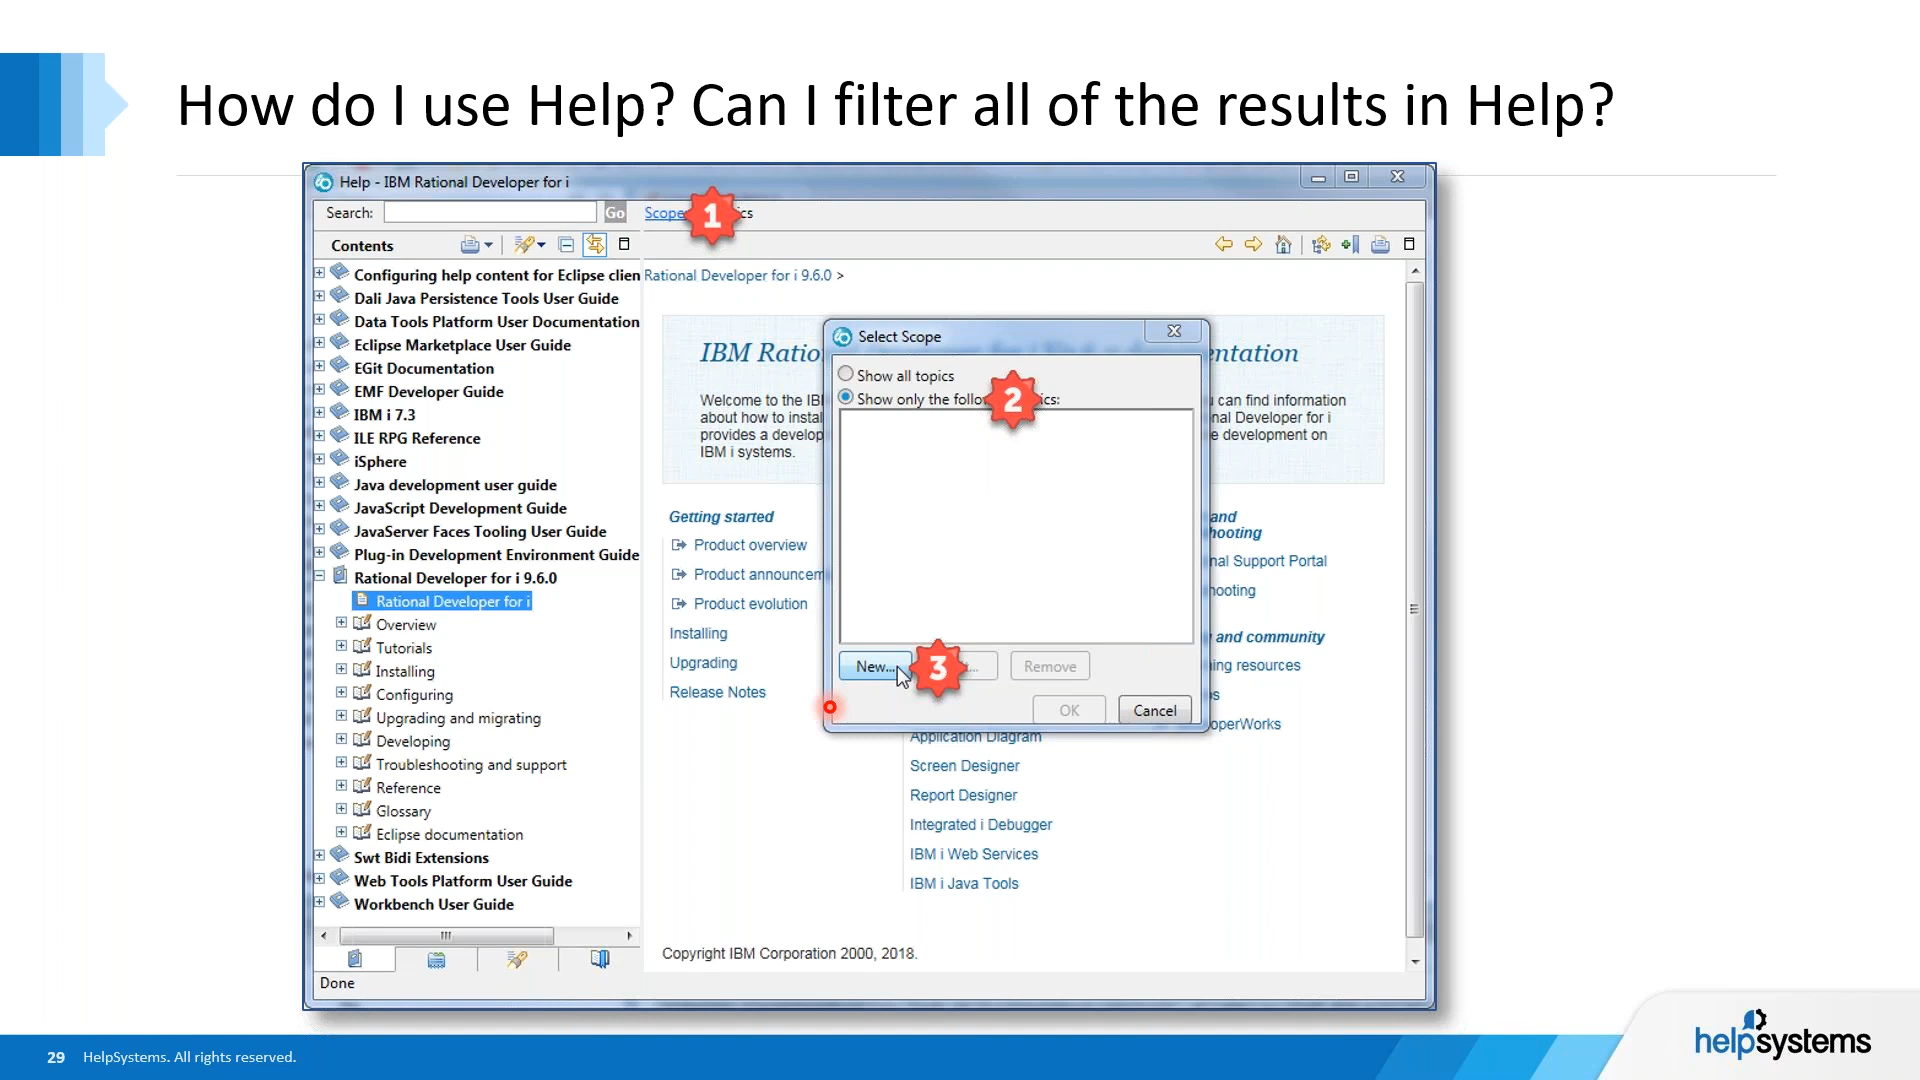 How do I use Help? Can I filter all of the results in Help?
Help - IBM Rational Developer for i
Search:
Go
Scope
1
cs
Contents
Configuring help content for Eclipse clien
Dali Java Persistence Tools User Guide
Data Tools Platform User Documentation
Eclipse Marketplace User Guide
EGit Documentation
EMF Developer Guide
IBM i 7.3
ILE RPG Reference
iSphere
Java development user guide
JavaScript Development Guide
JavaServer Faces Tooling User Guide
Plug-in Development Environment Guide
Rational Developer for i 9.6.0
Rational Developer for i
Overview
Tutorials
Installing
Configuring
Upgrading and migrating
Developing
Troubleshooting and support
Reference
Glossary
Eclipse documentation
Swt Bidi Extensions
Web Tools Platform User Guide
Workbench User Guide
Done
Rational Developer for i 9.6.0 >
IBM Ratio
ntation
Welcome to the IB
can find information
about how to instal
nal Developer for i
provides a develop
e development on
IBM i systems.
Getting started
Product overview
Product announcem
Product evolution
Installing
Upgrading
Release Notes
Select Scope
Show all topics
Show only the follo
2
ics:
New...
3
...
Remove
OK
Cancel
and
hooting
nal Support Portal
hooting
and community
ning resources
s
operWorks
Application Diagram
Screen Designer
Report Designer
Integrated i Debugger
IBM i Web Services
IBM i Java Tools
Copyright IBM Corporation 2000, 2018.
29 HelpSystems. All rights reserved.
helpsystems